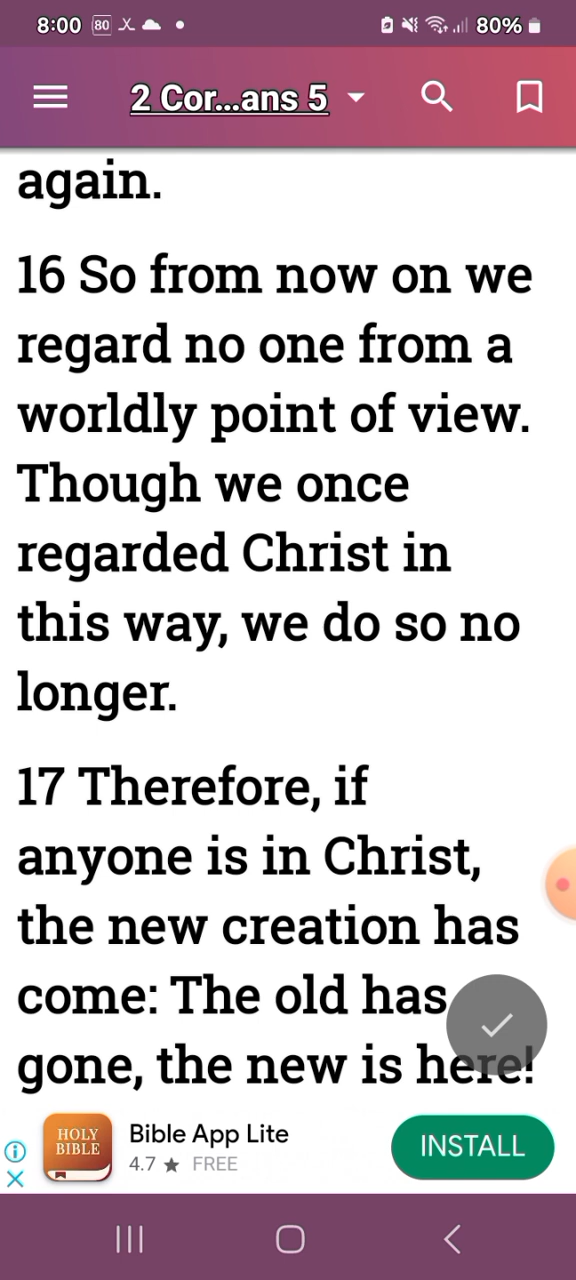 8:00 80 80%
2 Cor...ans 5
again.
16 So from now on we
regard no one from a
worldly point of view.
Though we once
regarded Christ in
this way, we do so no
longer.
17 Therefore, if
anyone is in Christ,
the new creation has
come: The old has
gone, the new is here!
HOLY
BIBLE
Bible App Lite
4.7 ★ FREE
INSTALL